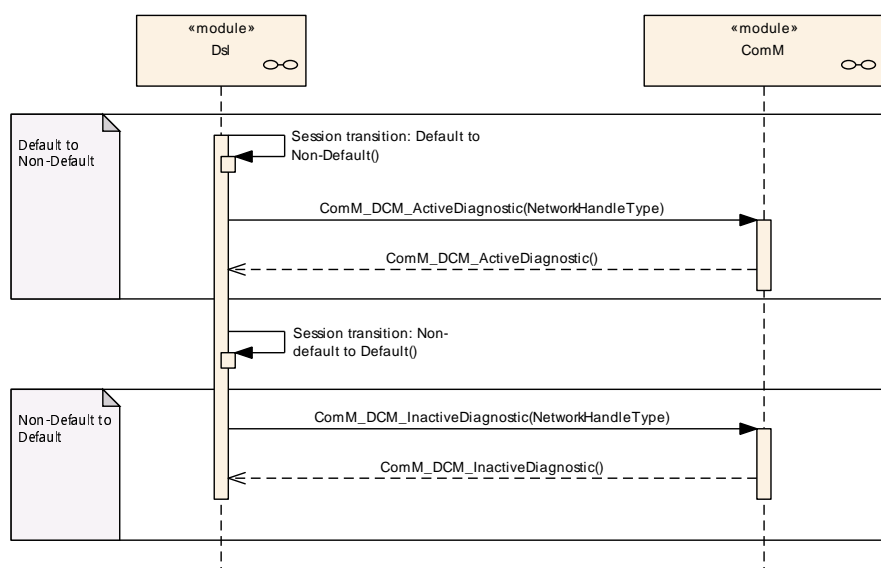 «module»
Dsl
«module»
ComM
Default to
Non-Default
Session transition: Default to
Non-Default()
ComM_DCM_ActiveDiagnostic(NetworkHandleType)
ComM_DCM_ActiveDiagnostic()
Session transition: Non-
default to Default()
Non-Default to
Default
ComM_DCM_InactiveDiagnostic(NetworkHandleType)
ComM_DCM_InactiveDiagnostic()